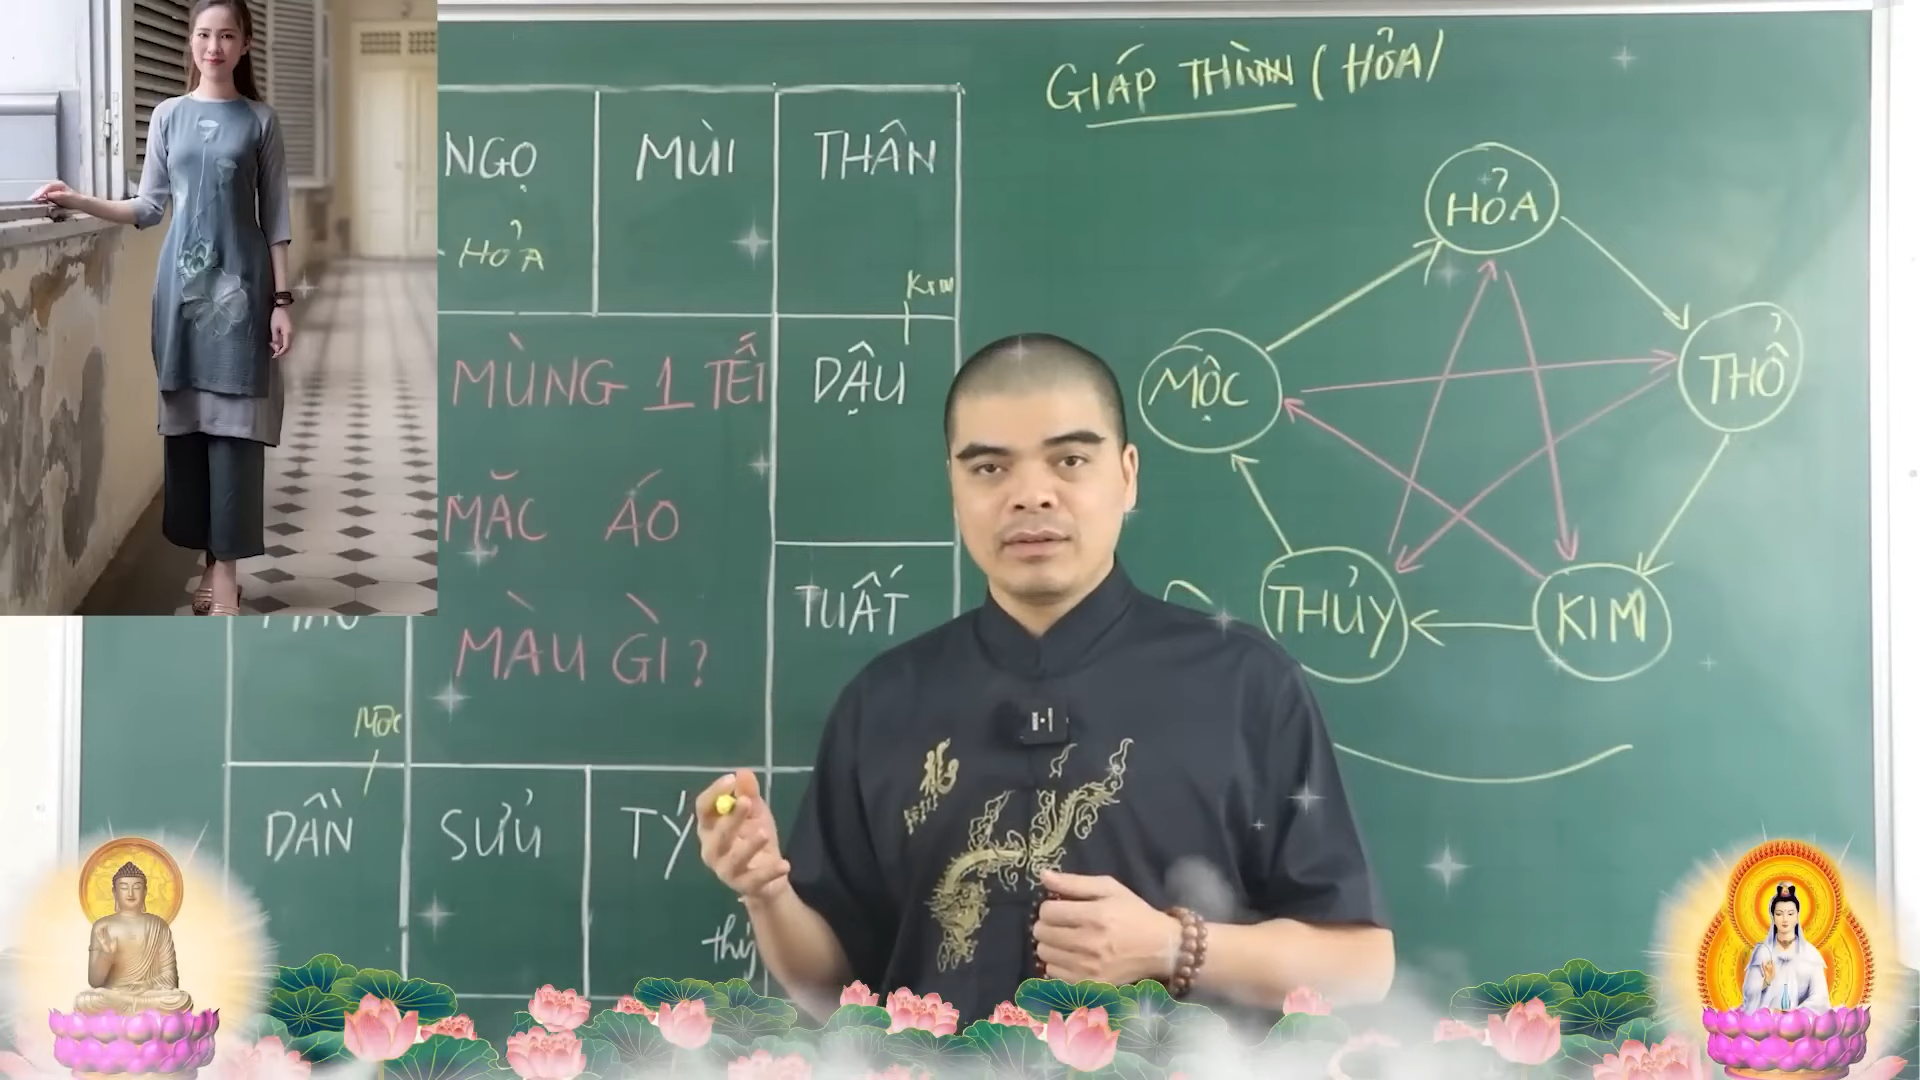 GIÁP THÌNN (HỎA)
NGỌ
MÙI
THÂN
HỎA
HỎA
Kim
MÙNG 1 TẾT
DẬU
MỘC
THỔ
MẶC ÁO
TUẤT
THỦY
KIM
MÀU GÌ?
Mộc
DẦN
SỬU
TÝ
thủy